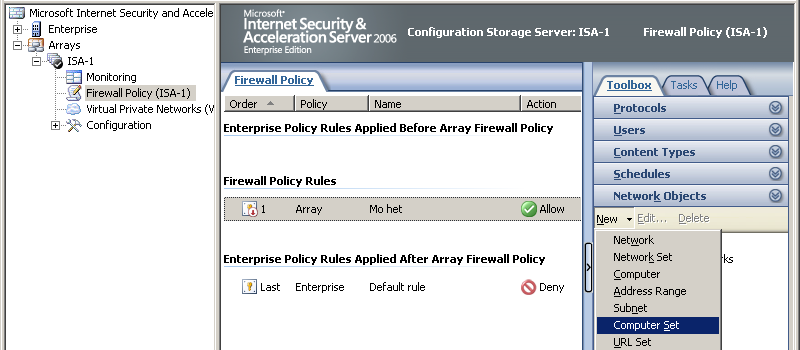 Microsoft Internet Security and Accele
Enterprise
Arrays
ISA-1
Monitoring
Firewall Policy (ISA-1)
Virtual Private Networks (V
Configuration
Microsoft®
Internet Security &
Acceleration Server 2006
Enterprise Edition
Configuration Storage Server: ISA-1
Firewall Policy (ISA-1)
Firewall Policy
Order Policy Name Action
Enterprise Policy Rules Applied Before Array Firewall Policy
Firewall Policy Rules
1 Array Mo het Allow
Enterprise Policy Rules Applied After Array Firewall Policy
Last Enterprise Default rule Deny
Toolbox Tasks Help
Protocols
Users
Content Types
Schedules
Network Objects
New Edit... Delete
Network
Network Set
Computer
Address Range
Subnet
Computer Set
URL Set